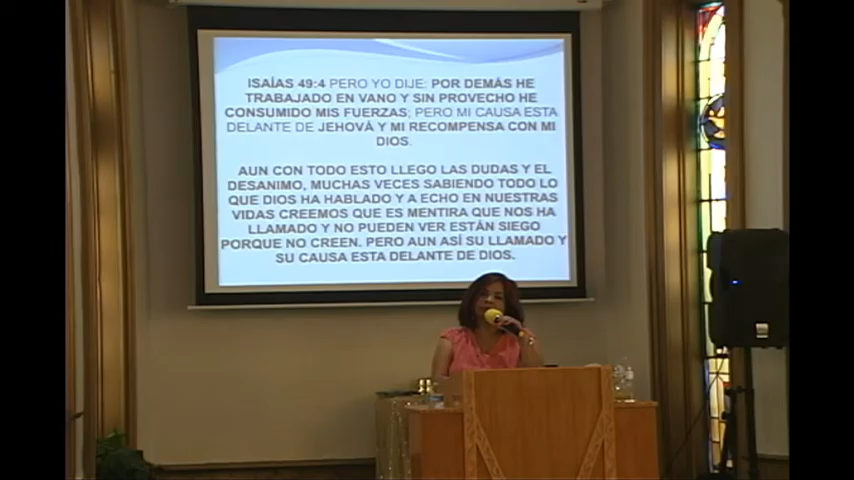 ISAÍAS 49:4 PERO YO DIJE: POR DEMÁS HE
TRABAJADO EN VANO Y SIN PROVECHO HE
CONSUMIDO MIS FUERZAS; PERO MI CAUSA ESTA
DELANTE DE JEHOVÁ Y MI RECOMPENSA CON MI
DIOS.
AUN CON TODO ESTO LLEGO LAS DUDAS Y EL
DESANIMO, MUCHAS VECES SABIENDO TODO LO
QUE DIOS HA HABLADO Y A ECHO EN NUESTRAS
VIDAS CREEMOS QUE ES MENTIRA QUE NOS HA
LLAMADO Y NO PUEDEN VER ESTÁN SIEGO
PORQUE NO CREEN. PERO AUN ASÍ SU LLAMADO Y
SU CAUSA ESTA DELANTE DE DIOS.